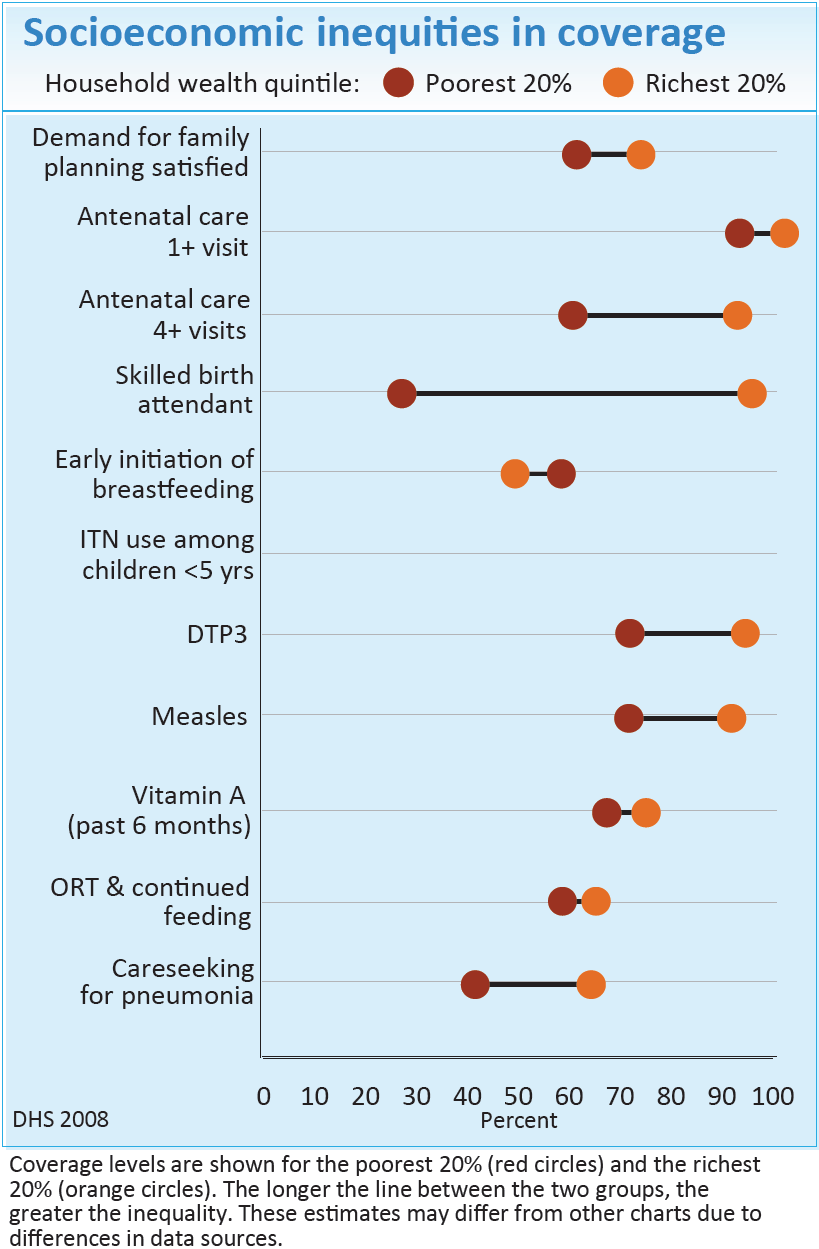 Socioeconomic inequities in coverage
Household wealth quintile: Poorest 20% Richest 20%
Demand for family
planning satisfied
Antenatal care
1+ visit
Antenatal care
4+ visits
Skilled birth
attendant
Early initiation of
breastfeeding
ITN use among
children <5 yrs
DTP3
Measles
Vitamin A
(past 6 months)
ORT & continued
feeding
Careseeking
for pneumonia
0 10 20 30 40 50 60 70 80 90 100
Percent
DHS 2008
Coverage levels are shown for the poorest 20% (red circles) and the richest
20% (orange circles). The longer the line between the two groups, the
greater the inequality. These estimates may differ from other charts due to
differences in data sources.